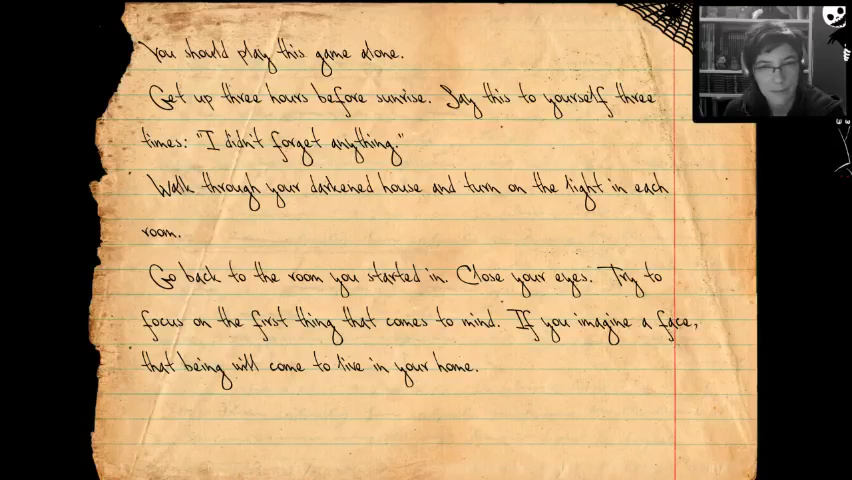 You should play this game alone.
Get up three hours before sunrise. Say this to yourself three
times: "I didn't forget anything."
Walk through your darkened house and turn on the light in each
room.
Go back to the room you started in. Close your eyes. Try to
focus on the first thing that comes to mind. If you imagine a face,
that being will come to live in your home.